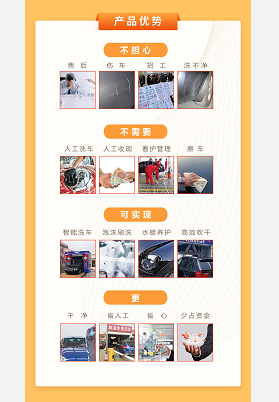 产品优势
不担心
售后 伤车 招工 洗不净
不需要
人工洗车 人工收现 看护管理 擦车
可实现
智能洗车 泡沫刷洗 水蜡养护 高效吹干
更
干净 省人工 省心 少占资金